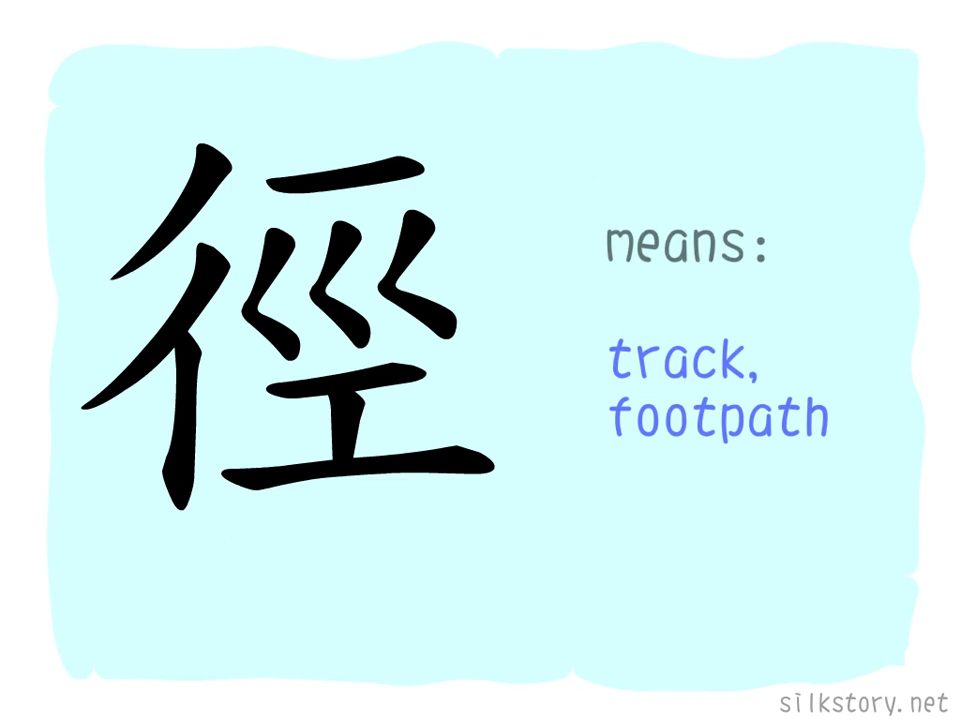 徑
means:
track,
footpath
silkstory.net